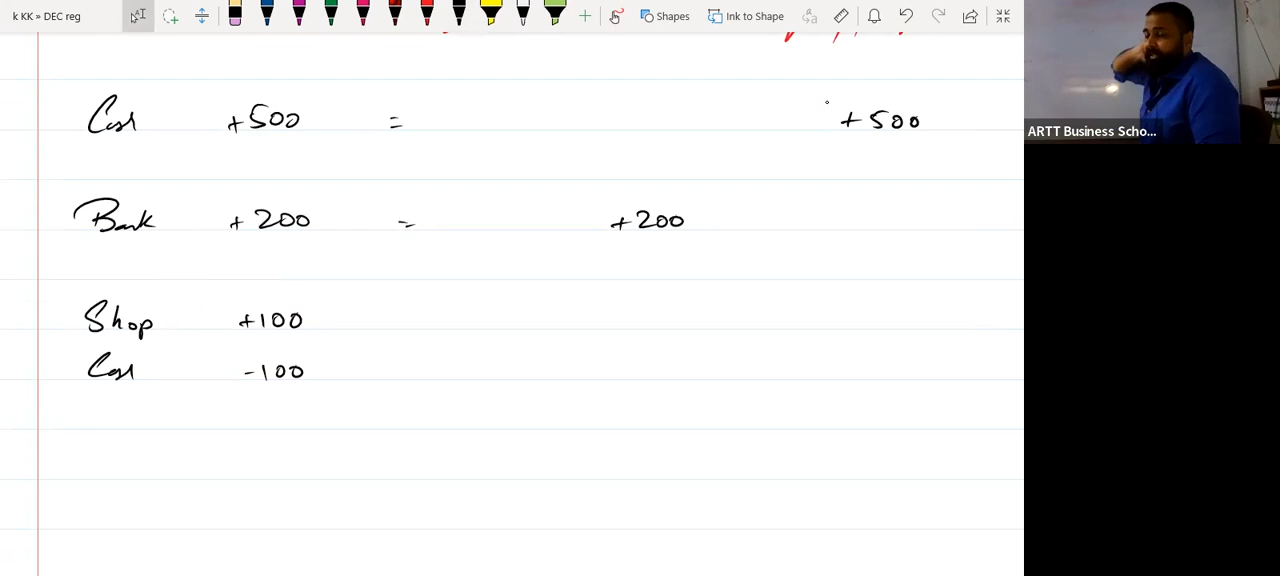 k KK » DEC reg Shapes Ink to Shape
Cash +500 = +500
Bank +200 = +200
Shop +100
Cash -100
ARTT Business Scho...